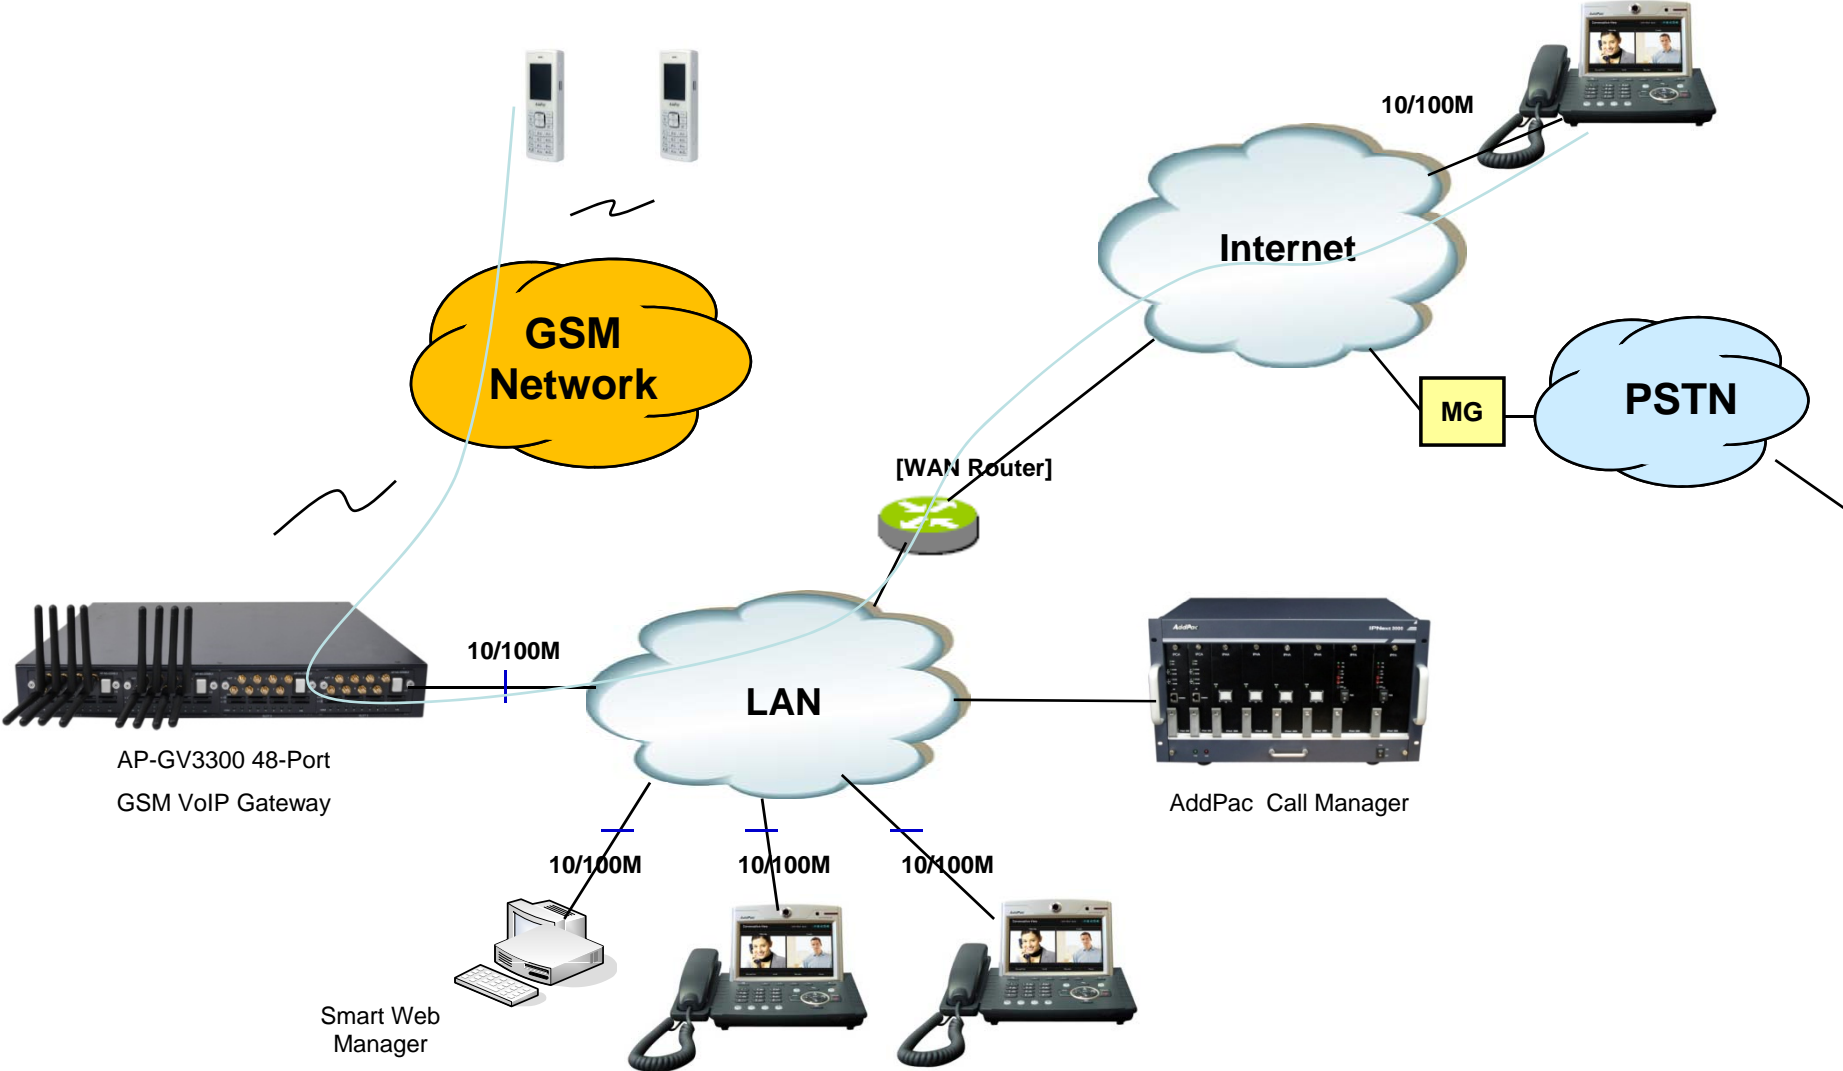 10/100M
Internet
GSM
Network
MG
PSTN
[WAN Router]
10/100M
LAN
AddPac
AP-GV3300 48-Port
GSM VoIP Gateway
AddPac Call Manager
10/100M
10/100M
10/100M
Smart Web
Manager